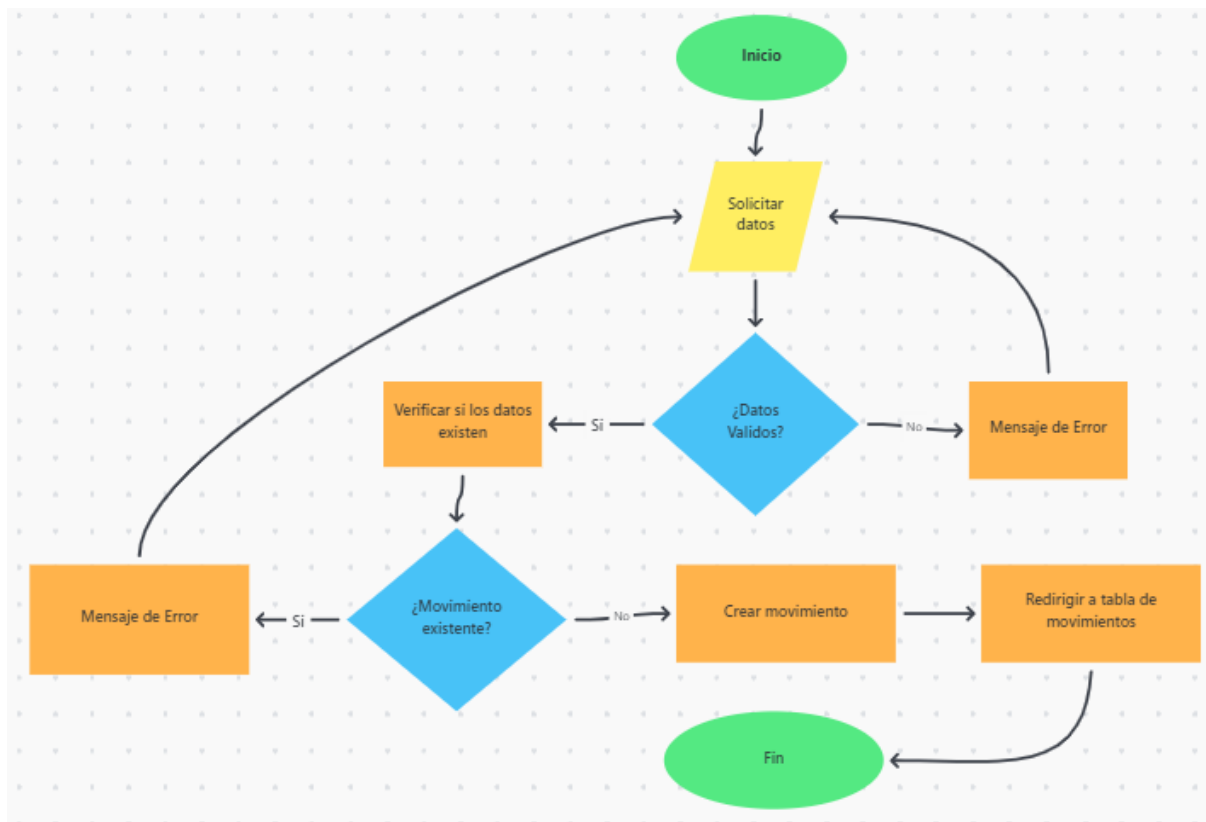 Inicio
Solicitar
datos
¿Datos
Validos?
Si
No
Verificar si los datos
existen
Mensaje de Error
¿Movimiento
existente?
Si
No
Mensaje de Error
Crear movimiento
Redirigir a tabla de
movimientos
Fin